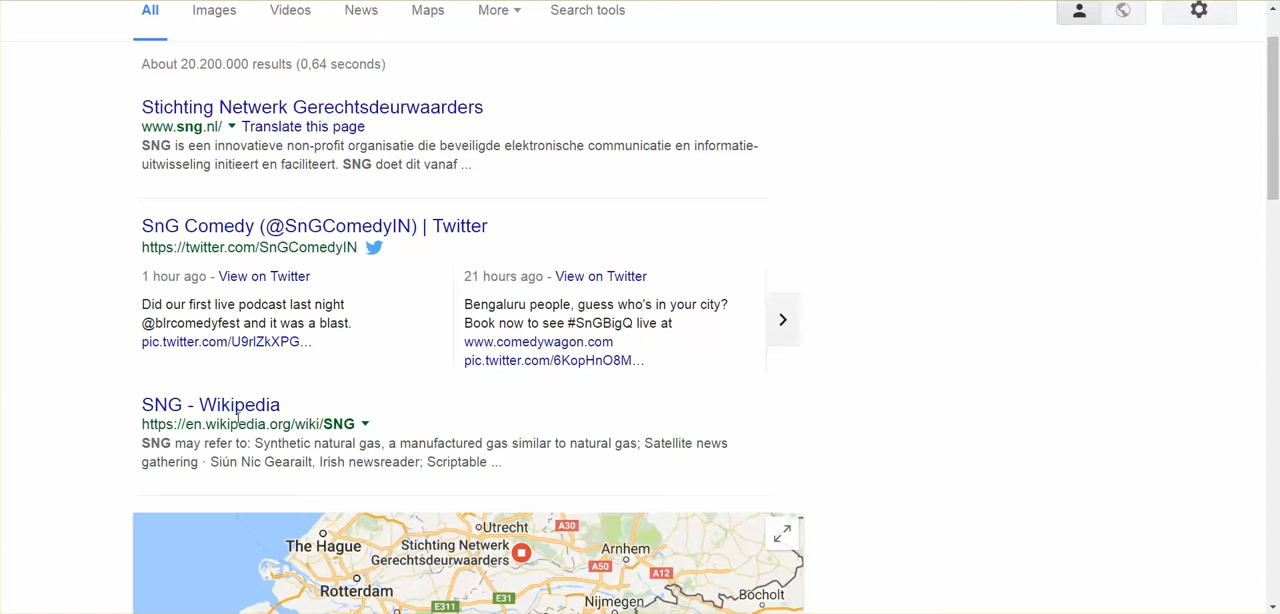 All Images Videos News Maps More Search tools
About 20.200.000 results (0,64 seconds)
Stichting Netwerk Gerechtsdeurwaarders
www.sng.nl/ Translate this page
SNG is een innovatieve non-profit organisatie die beveiligde elektronische communicatie en informatie-
uitwisseling initieert en faciliteert. SNG doet dit vanaf ...
SnG Comedy (@SnGComedyIN) | Twitter
https://twitter.com/SnGComedyIN
1 hour ago - View on Twitter
Did our first live podcast last night
@blrcomedyfest and it was a blast.
pic.twitter.com/U9rlZkXPG...
21 hours ago - View on Twitter
Bengaluru people, guess who's in your city?
Book now to see #SnGBigQ live at
www.comedywagon.com
pic.twitter.com/6KopHnO8M...
SNG - Wikipedia
https://en.wikipedia.org/wiki/SNG
SNG may refer to: Synthetic natural gas, a manufactured gas similar to natural gas; Satellite news
gathering · Siún Nic Gearailt, Irish newsreader; Scriptable ...
Utrecht
A30
The Hague
Stichting Netwerk
Gerechtsdeurwaarders
Arnhem
A50
A12
Rotterdam
E31
E311
Nijmegen
Bocholt